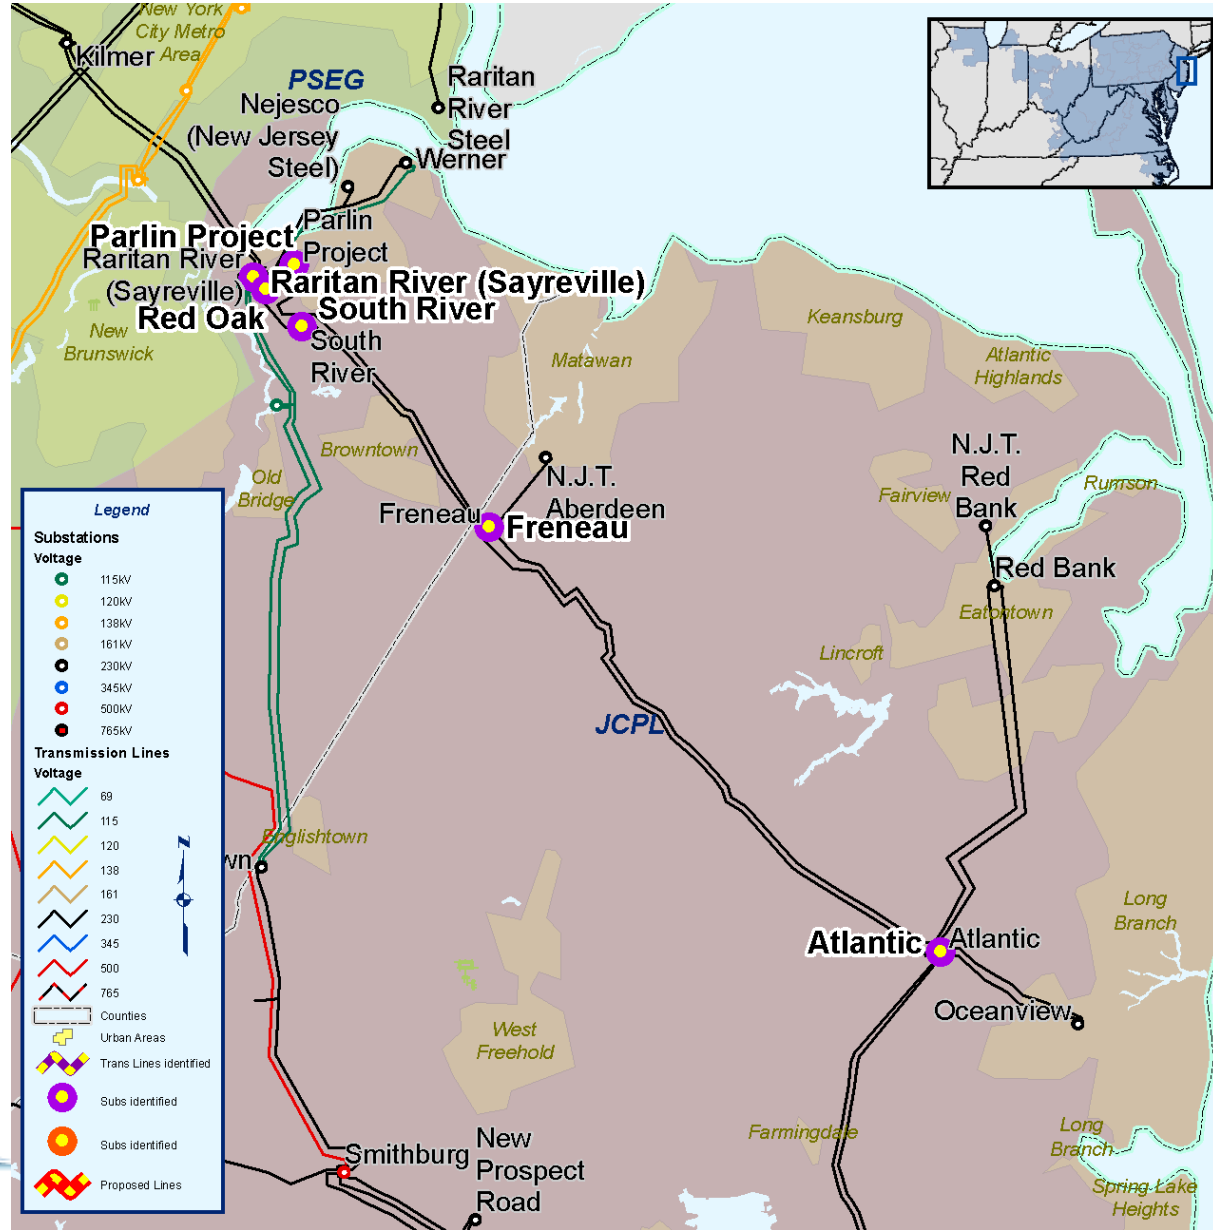 New York
City Metro
Area
Kilmer
PSEG
Raritan
River
Steel
Nejesco
(New Jersey
Steel)
Werner
Parlin Project
Parlin
Project
Raritan River
(Sayreville)
Raritan River (Sayreville)
Red Oak
South River
South
River
New
Brunswick
Matawan
Keansburg
Atlantic
Highlands
Browntown
Old
Bridge
N.J.T.
Aberdeen
Freneau
Freneau
N.J.T.
Red
Bank
Fairview
Rumson
Red Bank
Eatontown
Lincroft
JCPL
Englishtown
wn
Long
Branch
Atlantic
Atlantic
Oceanview
West
Freehold
Farmingdale
Long
Branch
Spring Lake
Heights
Smithburg
New
Prospect
Road
Legend
Substations
Voltage
115kV
120kV
138kV
161kV
230kV
345kV
500kV
765kV
Transmission Lines
Voltage
69
115
120
138
161
230
345
500
765
Counties
Urban Areas
Trans Lines identified
Subs identified
Subs identified
Proposed Lines
N